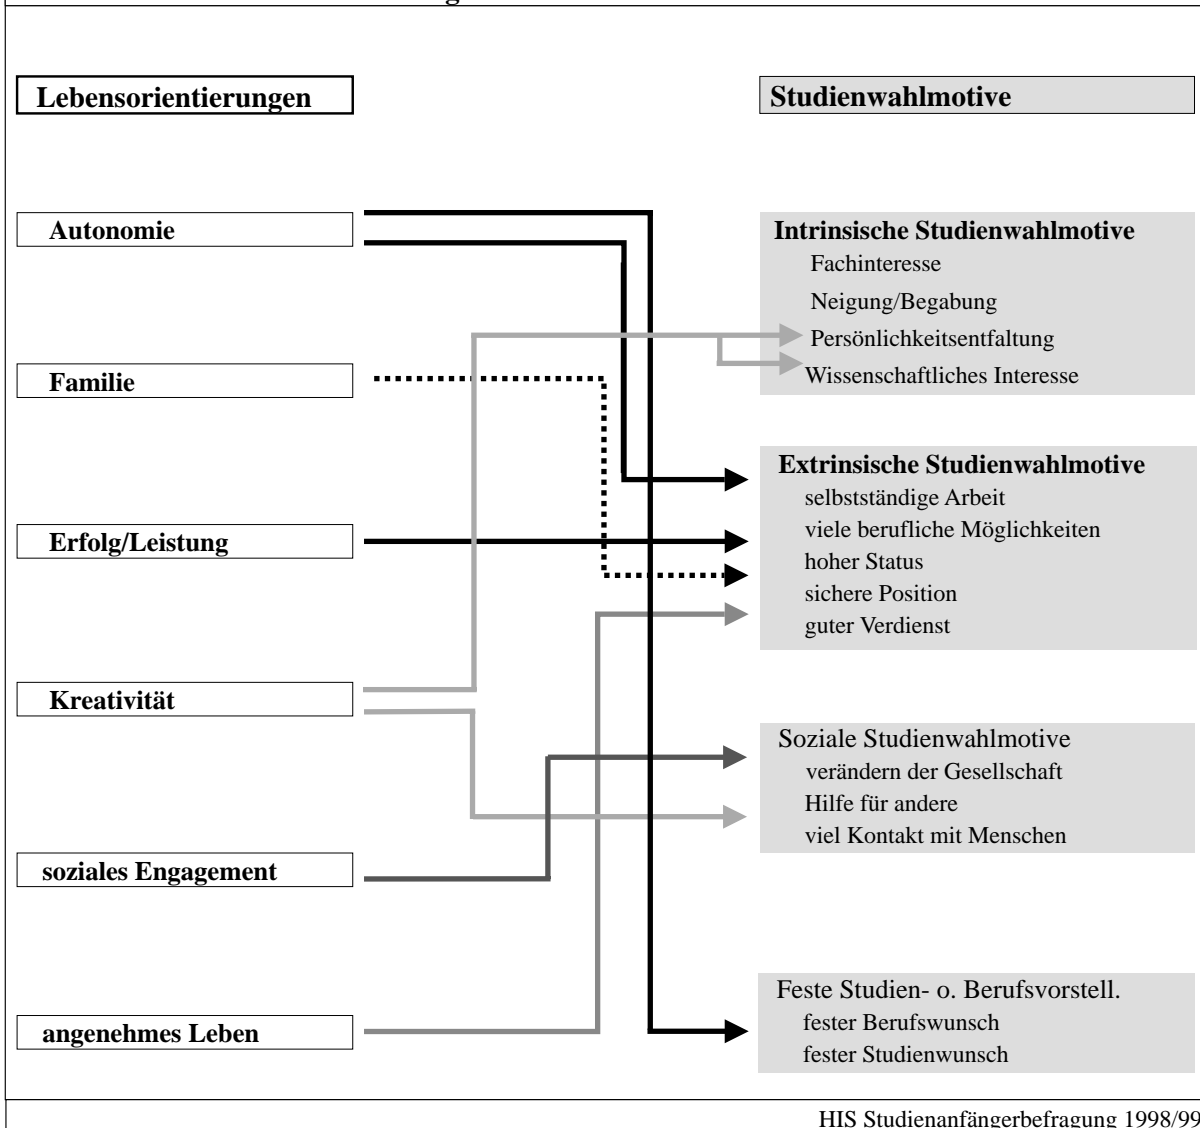 Lebensorientierungen
Studienwahlmotive
Autonomie
Familie
Erfolg/Leistung
Kreativität
soziales Engagement
angenehmes Leben
Intrinsische Studienwahlmotive
Fachinteresse
Neigung/Begabung
Persönlichkeitsentfaltung
Wissenschaftliches Interesse
Extrinsische Studienwahlmotive
selbstständige Arbeit
viele berufliche Möglichkeiten
hoher Status
sichere Position
guter Verdienst
Soziale Studienwahlmotive
verändern der Gesellschaft
Hilfe für andere
viel Kontakt mit Menschen
Feste Studien- o. Berufsvorstell.
fester Berufswunsch
fester Studienwunsch
HIS Studienanfängerbefragung 1998/99